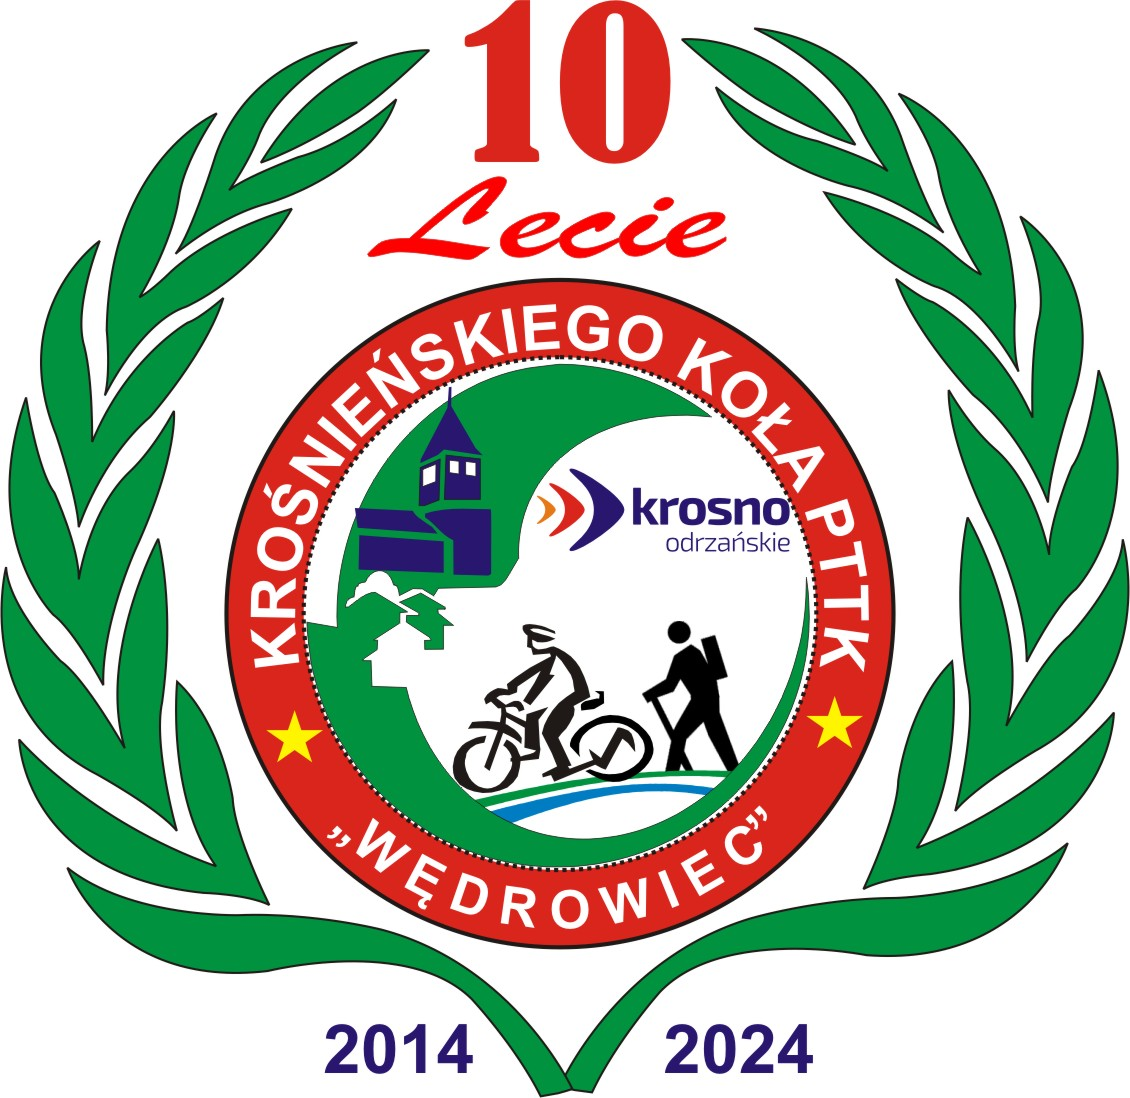 10
Lecie
KROŚNIEŃSKIEGO KOŁA PTTK
krosno
odrzańskie
„WĘDROWIEC”
2014 2024